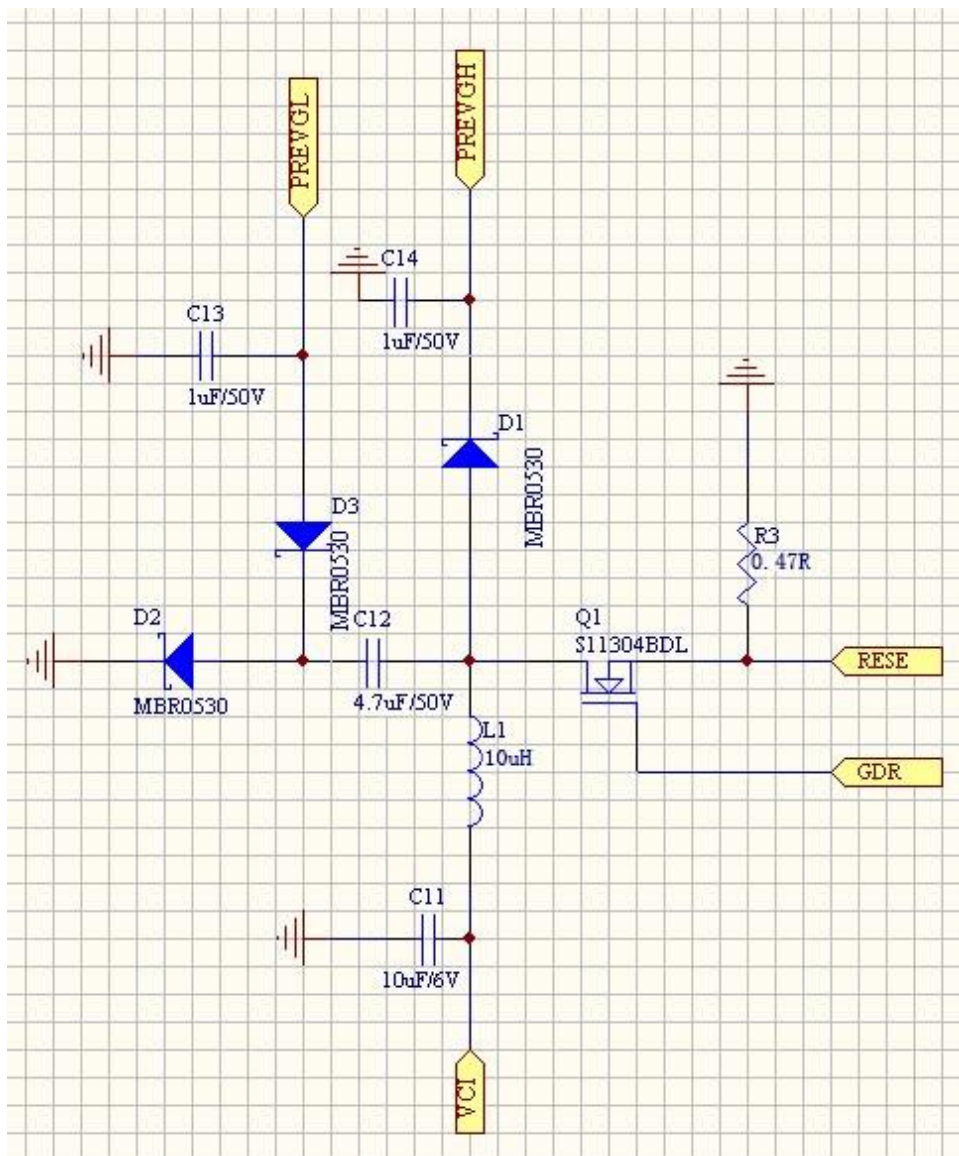 PREVGL
PREVGH
C14
1uF/50V
C13
1uF/50V
D1
MBR0530
D3
MBR0530
R3
0.47R
D2
MBR0530
C12
4.7uF/50V
Q1
S11304BDL
RESE
L1
10uH
GDR
C11
10uF/6V
VCI